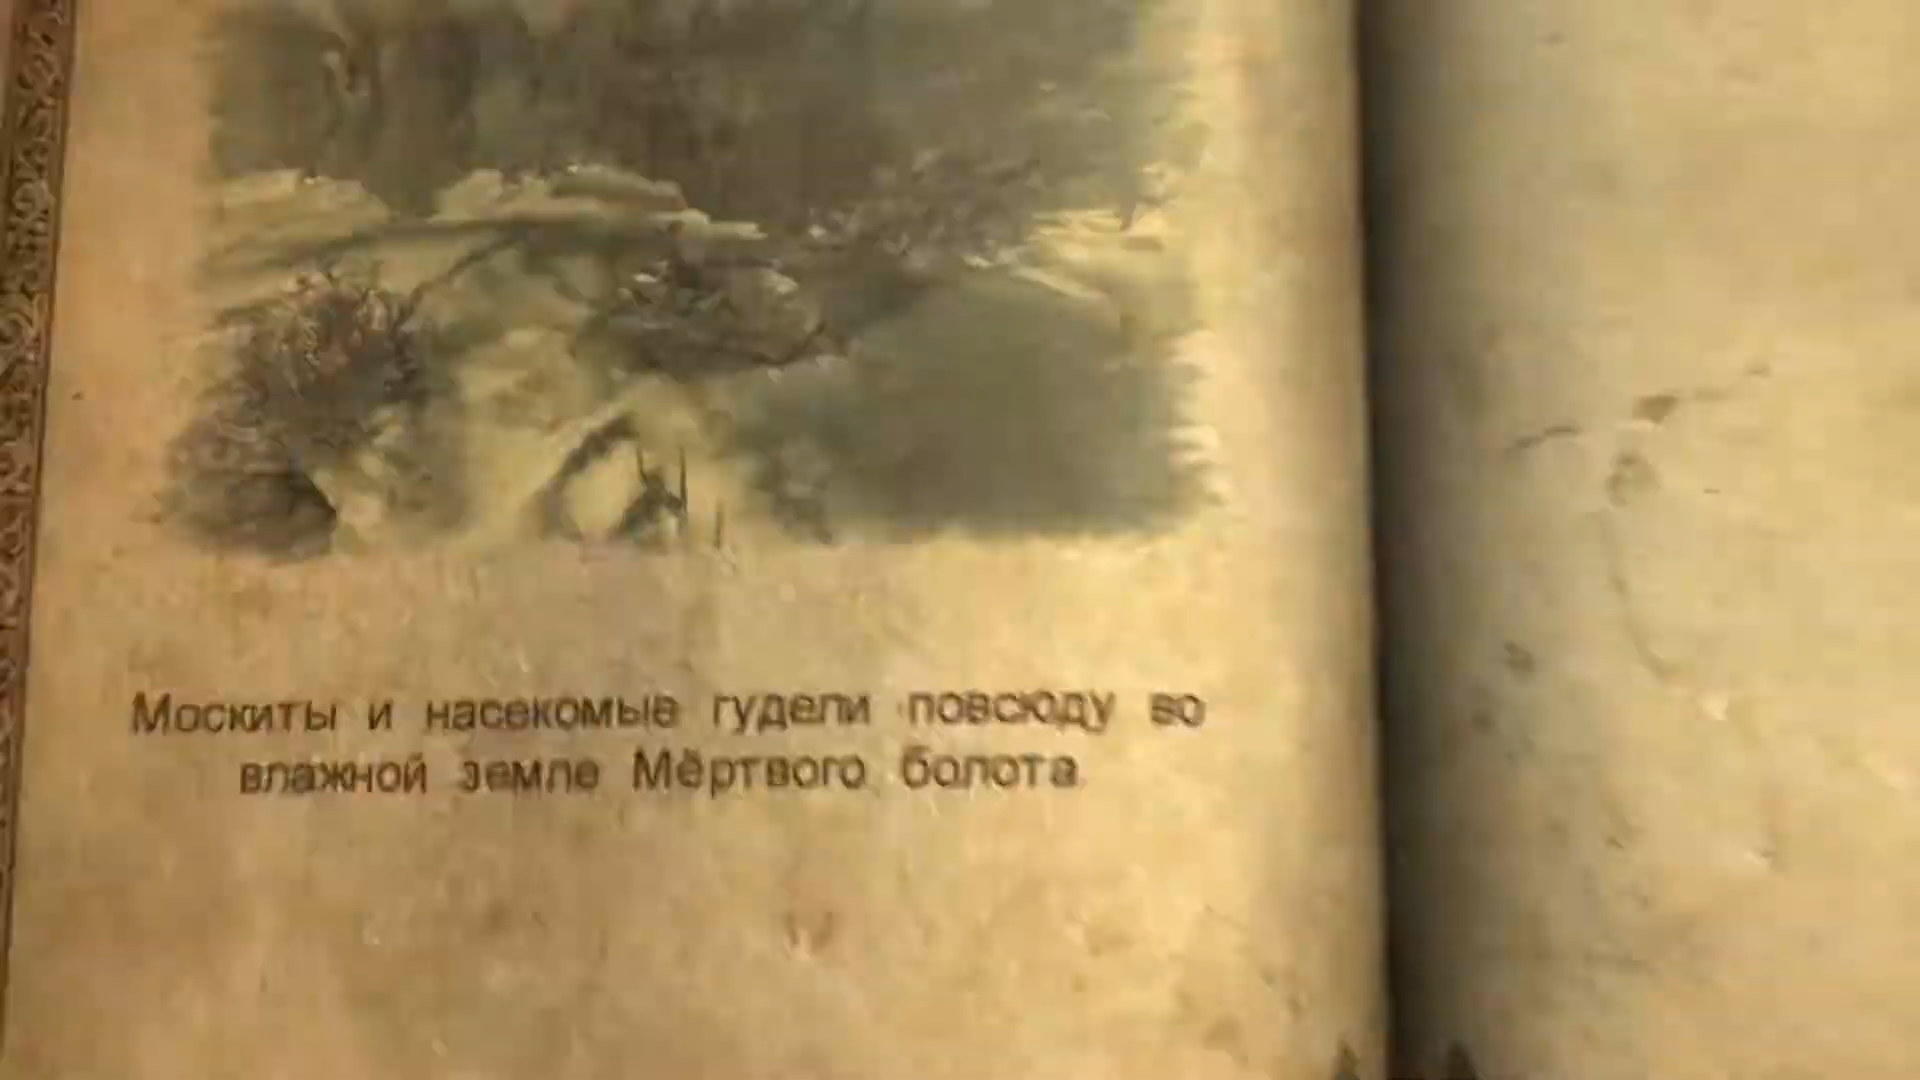 Москиты и насекомые гудели повсюду во
влажной земле Мёртвого болота